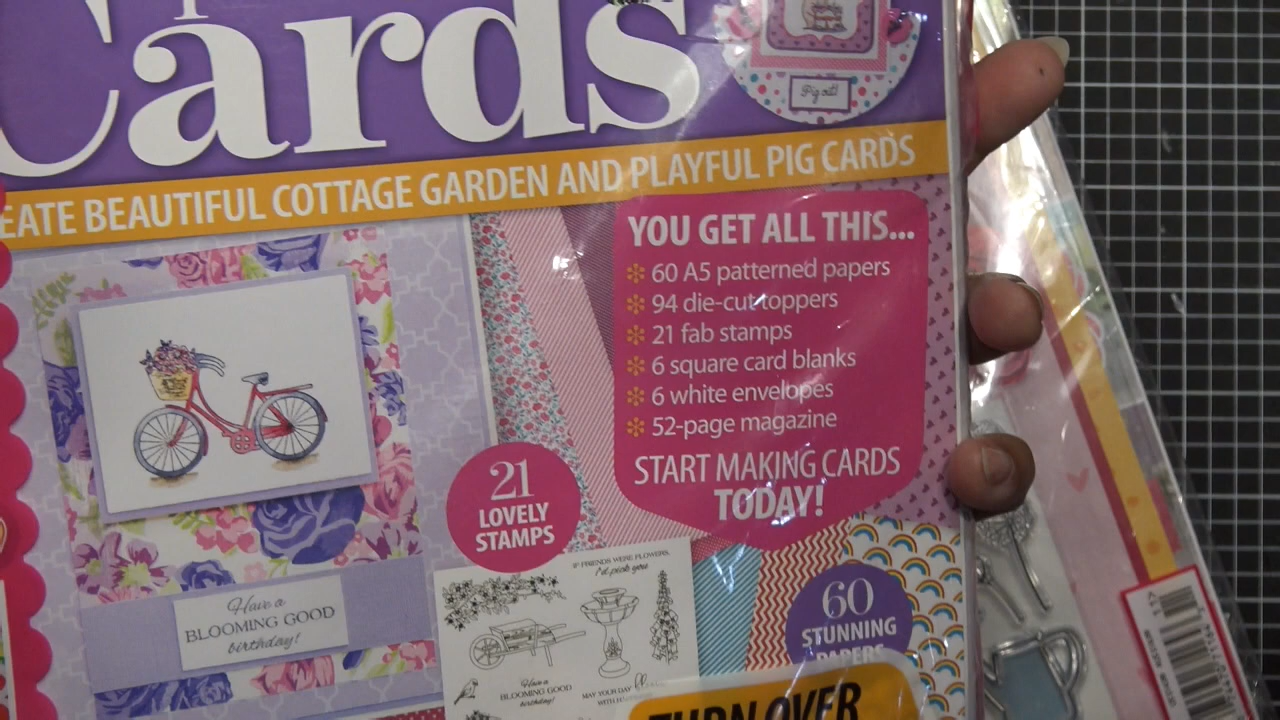 Cards
Pig out!
EATE BEAUTIFUL COTTAGE GARDEN AND PLAYFUL PIG CARDS
YOU GET ALL THIS...
60 A5 patterned papers
94 die-cut toppers
21 fab stamps
6 square card blanks
6 white envelopes
52-page magazine
START MAKING CARDS
TODAY!
21
LOVELY
STAMPS
Have a
BLOOMING GOOD
birthday!
IF FRIENDS WERE FLOWERS,
I'd pick you
60
STUNNING
PAPERS
Have a
BLOOMING GOOD
birthday!
MAY YOUR DAY
TURN OVER